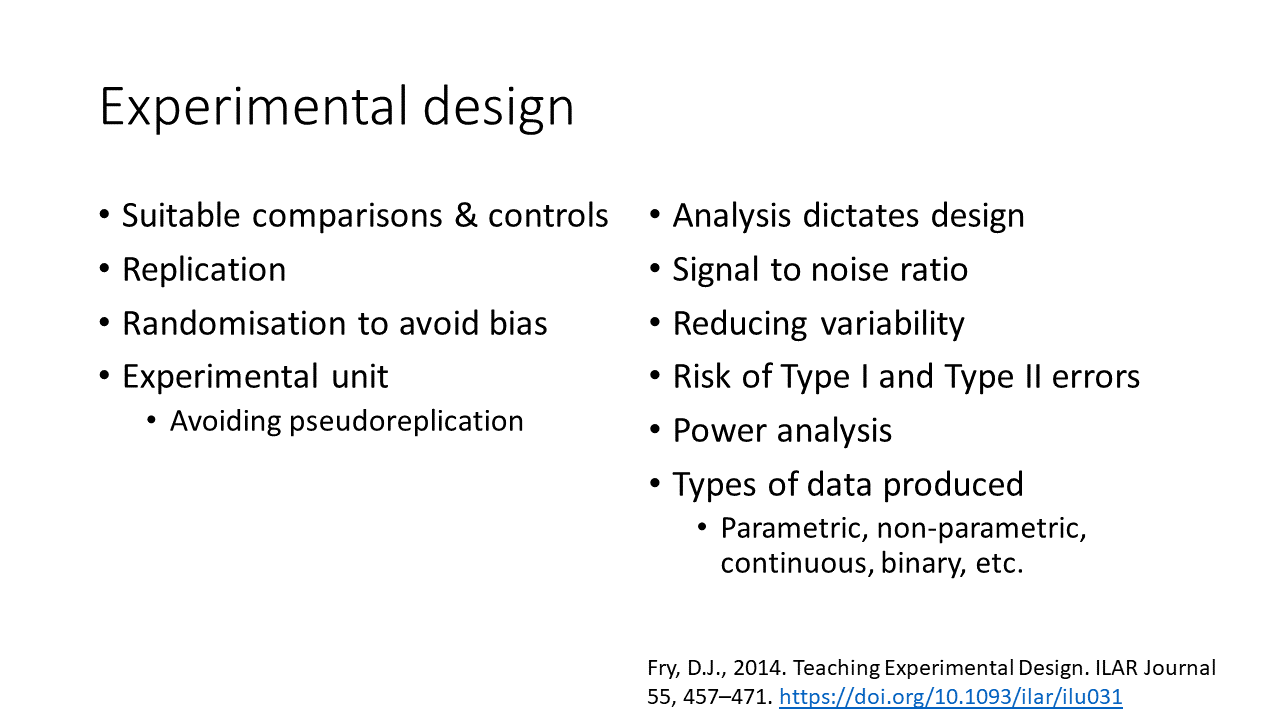 Experimental design
• Suitable comparisons & controls
• Replication
• Randomisation to avoid bias
• Experimental unit
• Avoiding pseudoreplication
• Analysis dictates design
• Signal to noise ratio
• Reducing variability
• Risk of Type I and Type II errors
• Power analysis
• Types of data produced
• Parametric, non-parametric,
continuous, binary, etc.
Fry, D.J., 2014. Teaching Experimental Design. ILAR Journal
55, 457–471. https://doi.org/10.1093/ilar/ilu031